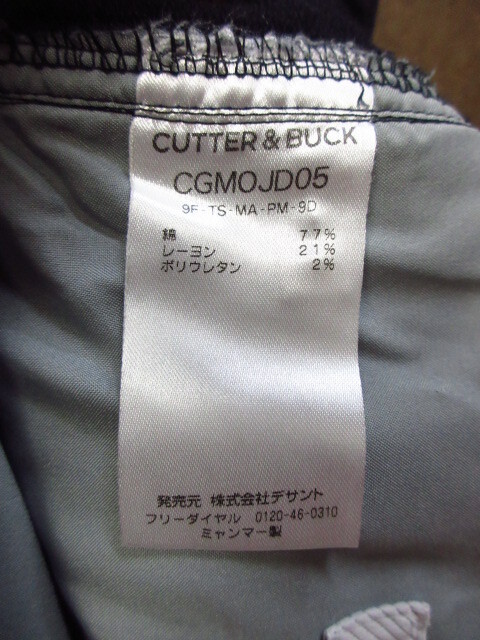 CUTTER & BUCK
CGMOJD05
9F-TS-MA-PM-9D
綿 77%
レーヨン 21%
ポリウレタン 2%
発売元 株式会社デサント
フリーダイヤル 0120-46-0310
ミャンマー製